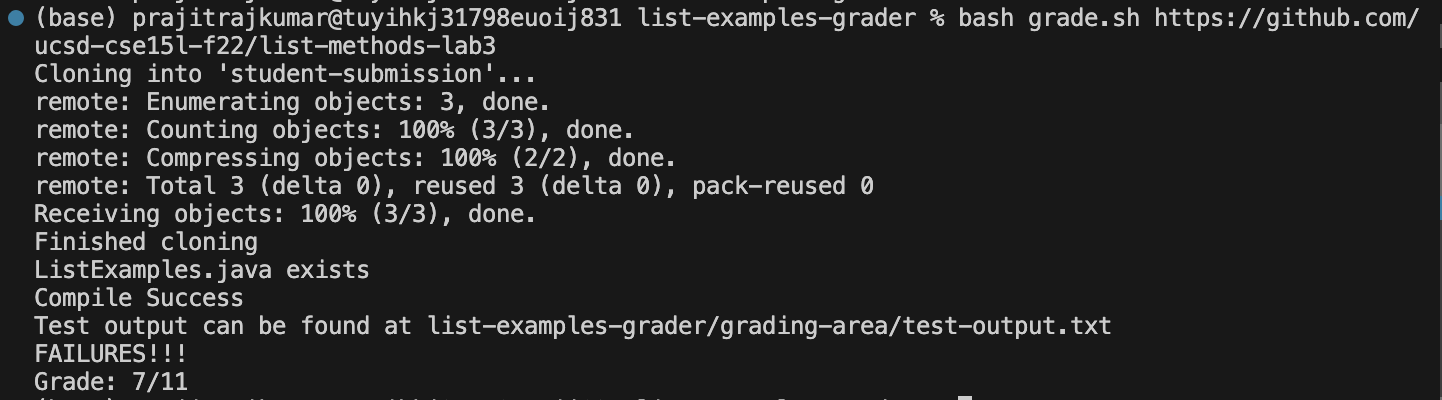 (base) prajitrajkumar@tuyihkj31798euoij831 list-examples-grader % bash grade.sh https://github.com/
ucsd-cse15l-f22/list-methods-lab3
Cloning into 'student-submission'...
remote: Enumerating objects: 3, done.
remote: Counting objects: 100% (3/3), done.
remote: Compressing objects: 100% (2/2), done.
remote: Total 3 (delta 0), reused 3 (delta 0), pack-reused 0
Receiving objects: 100% (3/3), done.
Finished cloning
ListExamples.java exists
Compile Success
Test output can be found at list-examples-grader/grading-area/test-output.txt
FAILURES!!!
Grade: 7/11